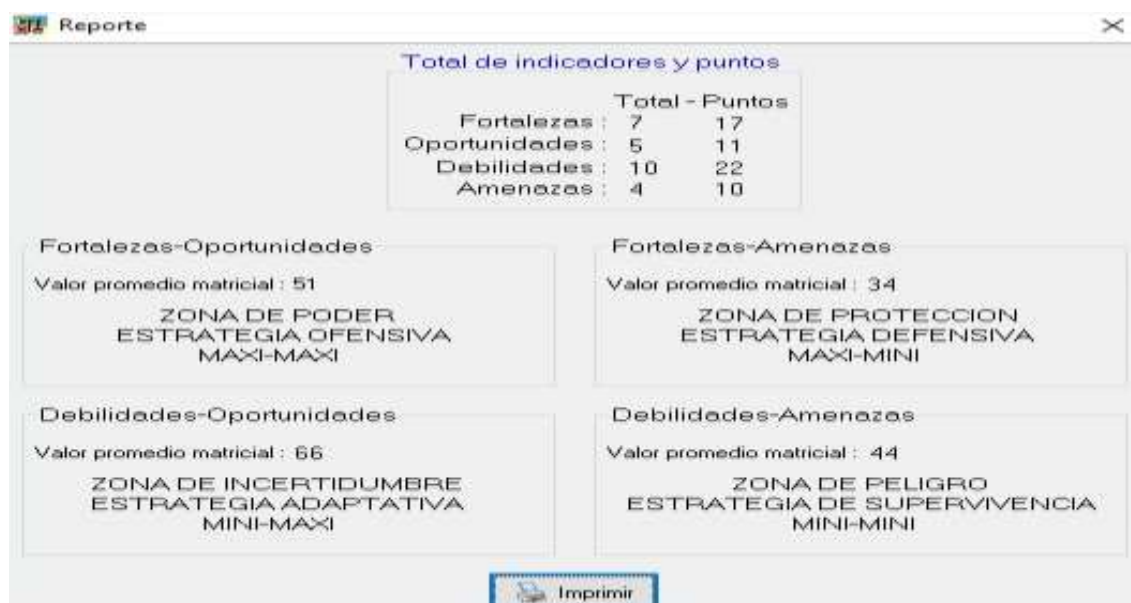 Reporte
Total de indicadores y puntos
Total - Puntos
Fortalezas : 7 17
Oportunidades : 5 11
Debilidades : 10 22
Amenazas : 4 10
Fortalezas-Oportunidades
Valor promedio matricial : 51
ZONA DE PODER
ESTRATEGIA OFENSIVA
MAXI-MAXI
Fortalezas-Amenazas
Valor promedio matricial : 34
ZONA DE PROTECCION
ESTRATEGIA DEFENSIVA
MAXI-MINI
Debilidades-Oportunidades
Valor promedio matricial : 66
ZONA DE INCERTIDUMBRE
ESTRATEGIA ADAPTATIVA
MINI-MAXI
Debilidades-Amenazas
Valor promedio matricial : 44
ZONA DE PELIGRO
ESTRATEGIA DE SUPERVIVENCIA
MINI-MINI
Imprimir